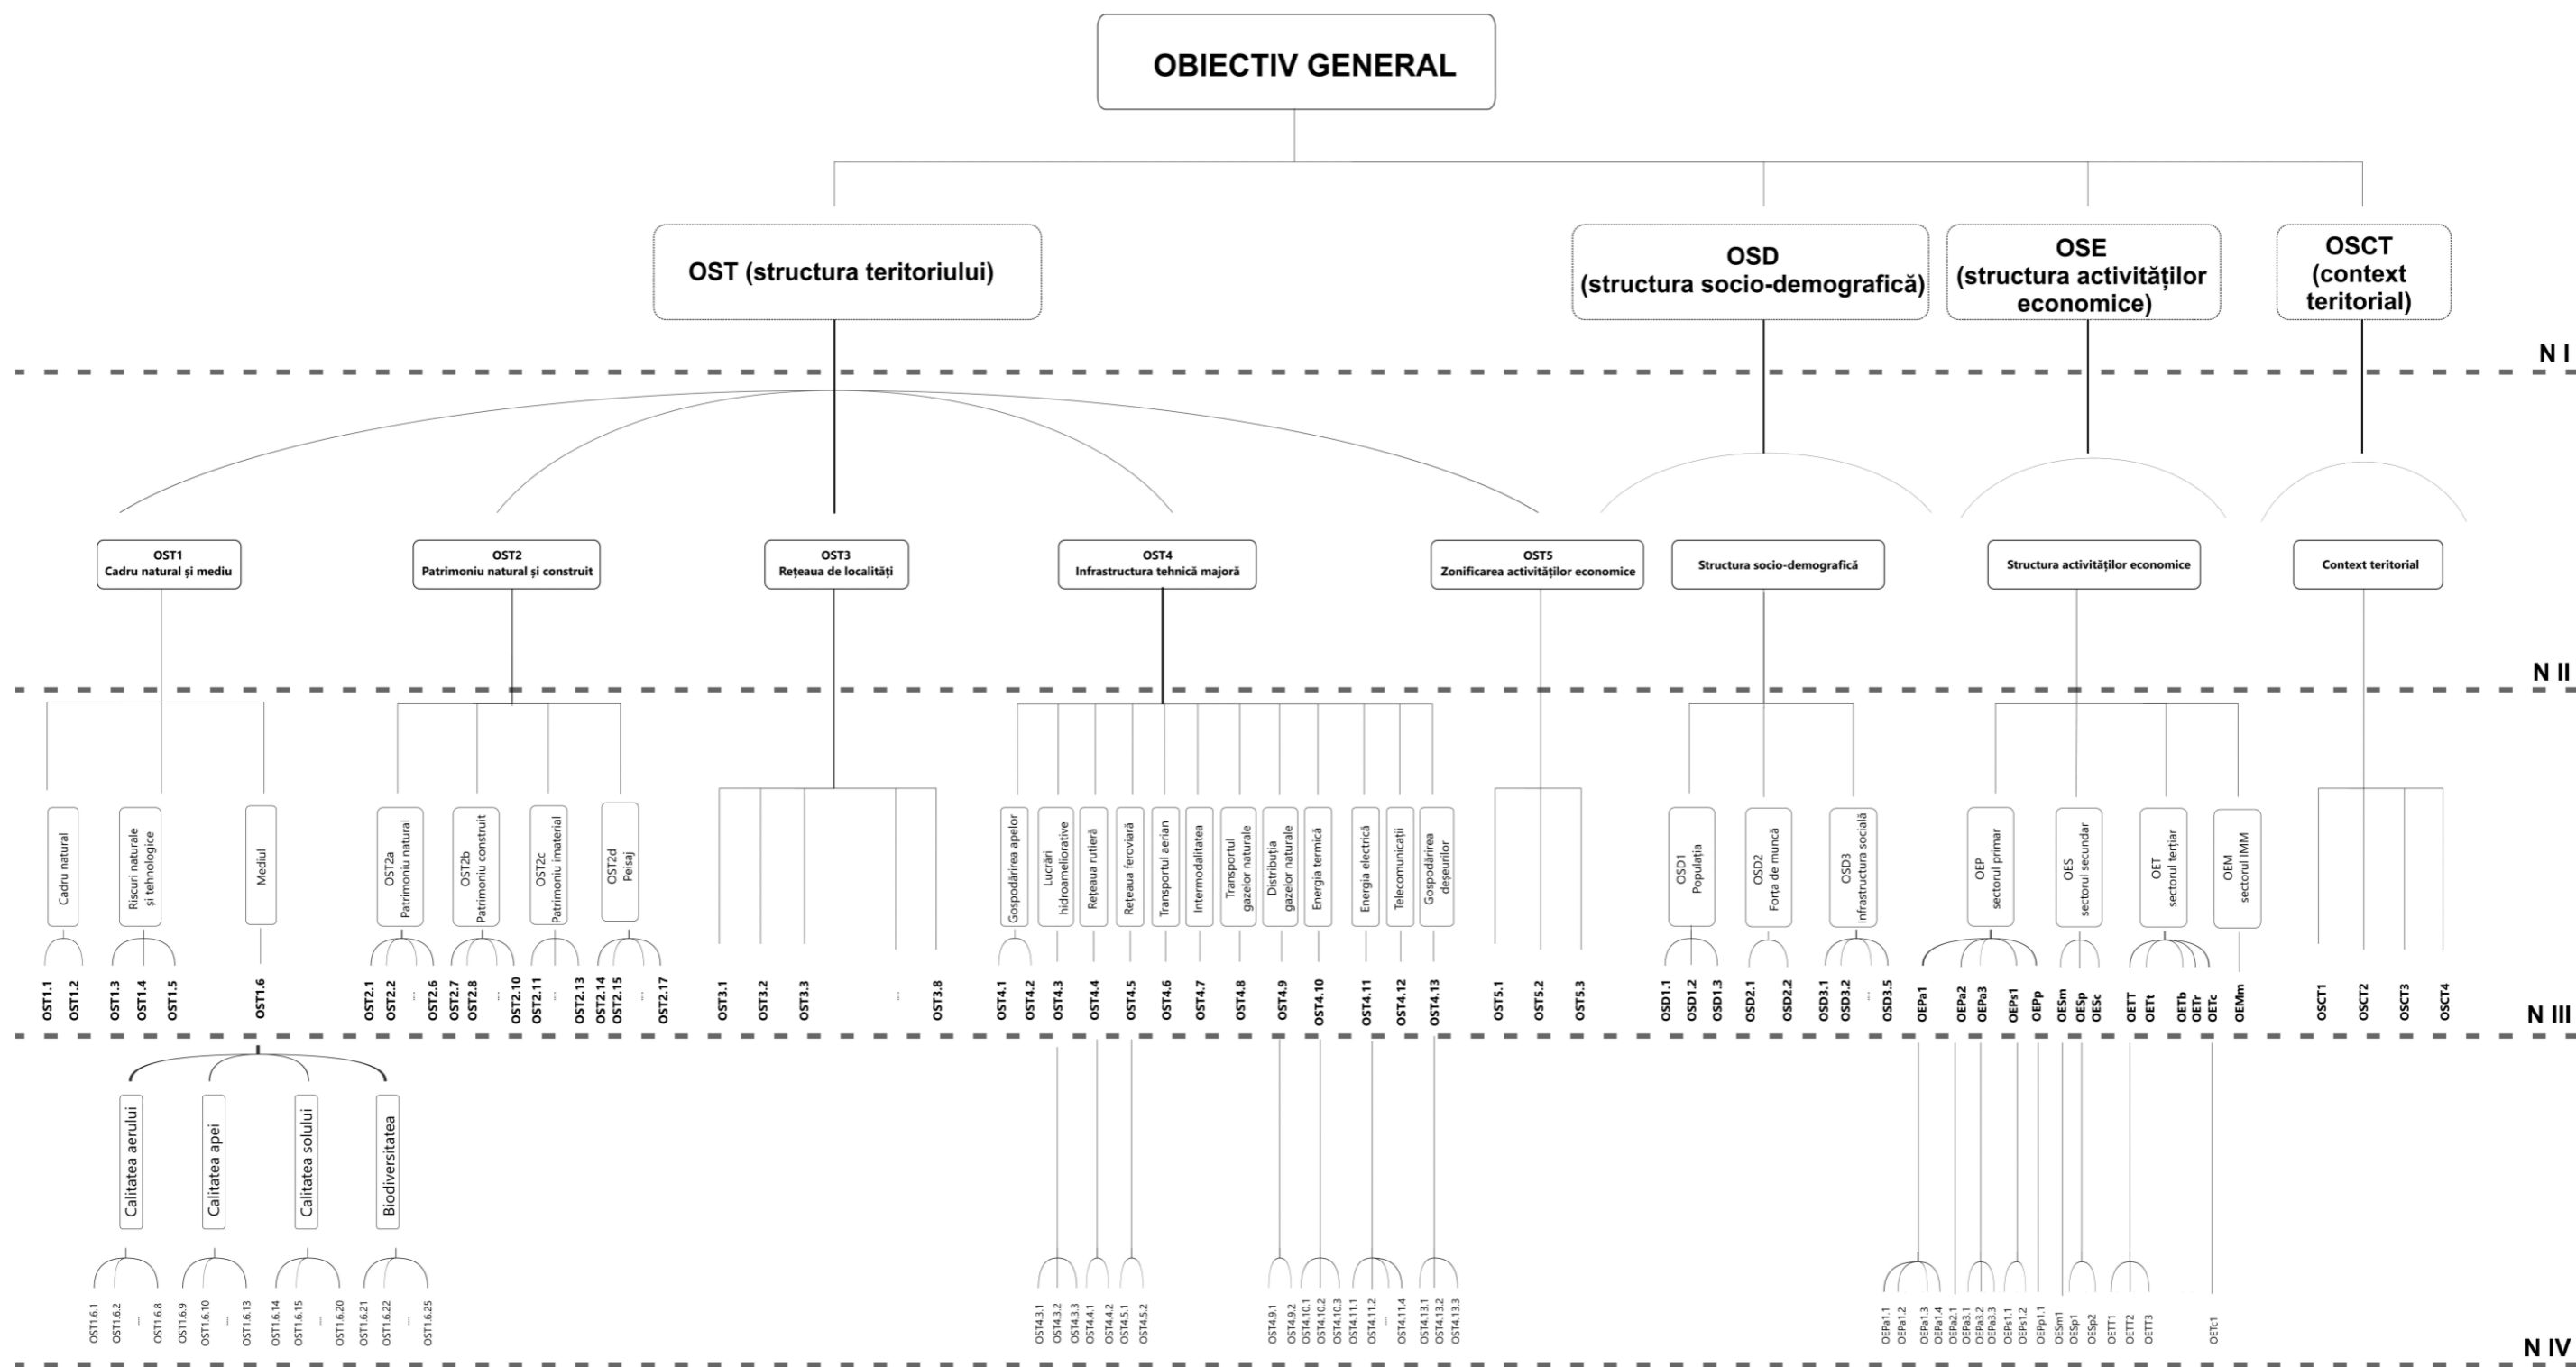 OBIECTIV GENERAL
OST (structura teritoriului)
OSD
(structura socio-demografică)
OSE
(structura activităților
economice)
OSCT
(context
teritorial)
N I
OST1
Cadru natural și mediu
OST2
Patrimoniu natural și construit
OST3
Rețeaua de localități
OST4
Infrastructura tehnică majoră
OST5
Zonificarea activităților economice
Structura socio-demografică
Structura activităților economice
Context teritorial
N II
Cadru natural
Riscuri naturale
și tehnologice
Mediul
OST2a
Patrimoniu natural
OST2b
Patrimoniu construit
OST2c
Patrimoniu imaterial
OST2d
Peisaj
Gospodărirea apelor
Lucrări
hidroameliorative
Rețeaua rutieră
Rețeaua feroviară
Transportul aerian
Intermodalitatea
Transportul
gazelor naturale
Distribuția
gazelor naturale
Energia termică
Energia electrică
Telecomunicații
Gospodărirea
deșeurilor
OSD1
Populația
OSD2
Forța de muncă
OSD3
Infrastructura socială
OEP
sectorul primar
OES
sectorul secundar
OET
sectorul terțiar
OEM
sectorul IMM
OST1.1
OST1.2
OST1.3
OST1.4
OST1.5
OST1.6
OST2.1
OST2.2
...
OST2.6
OST2.7
OST2.8
...
OST2.10
OST2.11
...
OST2.13
OST2.14
OST2.15
...
OST2.17
OST3.1
OST3.2
OST3.3
...
OST3.8
OST4.1
OST4.2
OST4.3
OST4.4
OST4.5
OST4.6
OST4.7
OST4.8
OST4.9
OST4.10
OST4.11
OST4.12
OST4.13
OST5.1
OST5.2
OST5.3
OSD1.1
OSD1.2
OSD1.3
OSD2.1
OSD2.2
OSD3.1
OSD3.2
...
OSD3.5
OEPa1
OEPa2
OEPa3
OEPs1
OEPp
OESm
OESp
OESc
OETT
OETt
OETb
OETr
OETc
OEMm
OSCT1
OSCT2
OSCT3
OSCT4
N III
Calitatea aerului
Calitatea apei
Calitatea solului
Biodiversitatea
OST1.6.1
OST1.6.2
...
OST1.6.8
OST1.6.9
OST1.6.10
...
OST1.6.13
OST1.6.14
OST1.6.15
...
OST1.6.20
OST1.6.21
OST1.6.22
...
OST1.6.25
OST4.3.1
OST4.3.2
OST4.3.3
OST4.4.1
OST4.4.2
OST4.5.1
OST4.5.2
OST4.9.1
OST4.9.2
OST4.10.1
OST4.10.2
OST4.10.3
OST4.11.1
OST4.11.2
...
OST4.11.4
OST4.13.1
OST4.13.2
OST4.13.3
OEPa1.1
OEPa1.2
OEPa1.3
OEPa1.4
OEPa2.1
OEPa3.1
OEPa3.2
OEPa3.3
OEPs1.1
OEPs1.2
OEPp1.1
OESm1
OESp1
OESp2
OETT1
OETT2
OETT3
OETc1
N IV